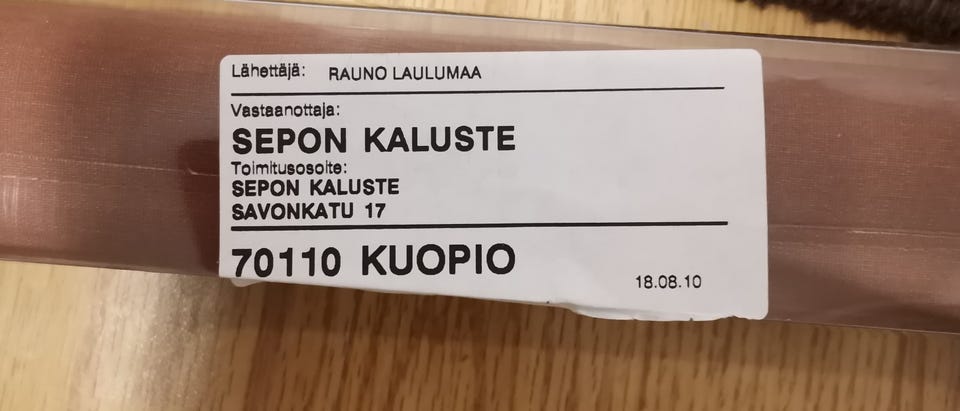 Lähettäjä: RAUNO LAULUMAA
Vastaanottaja:
SEPON KALUSTE
Toimitusosoite:
SEPON KALUSTE
SAVONKATU 17
70110 KUOPIO
18.08.10